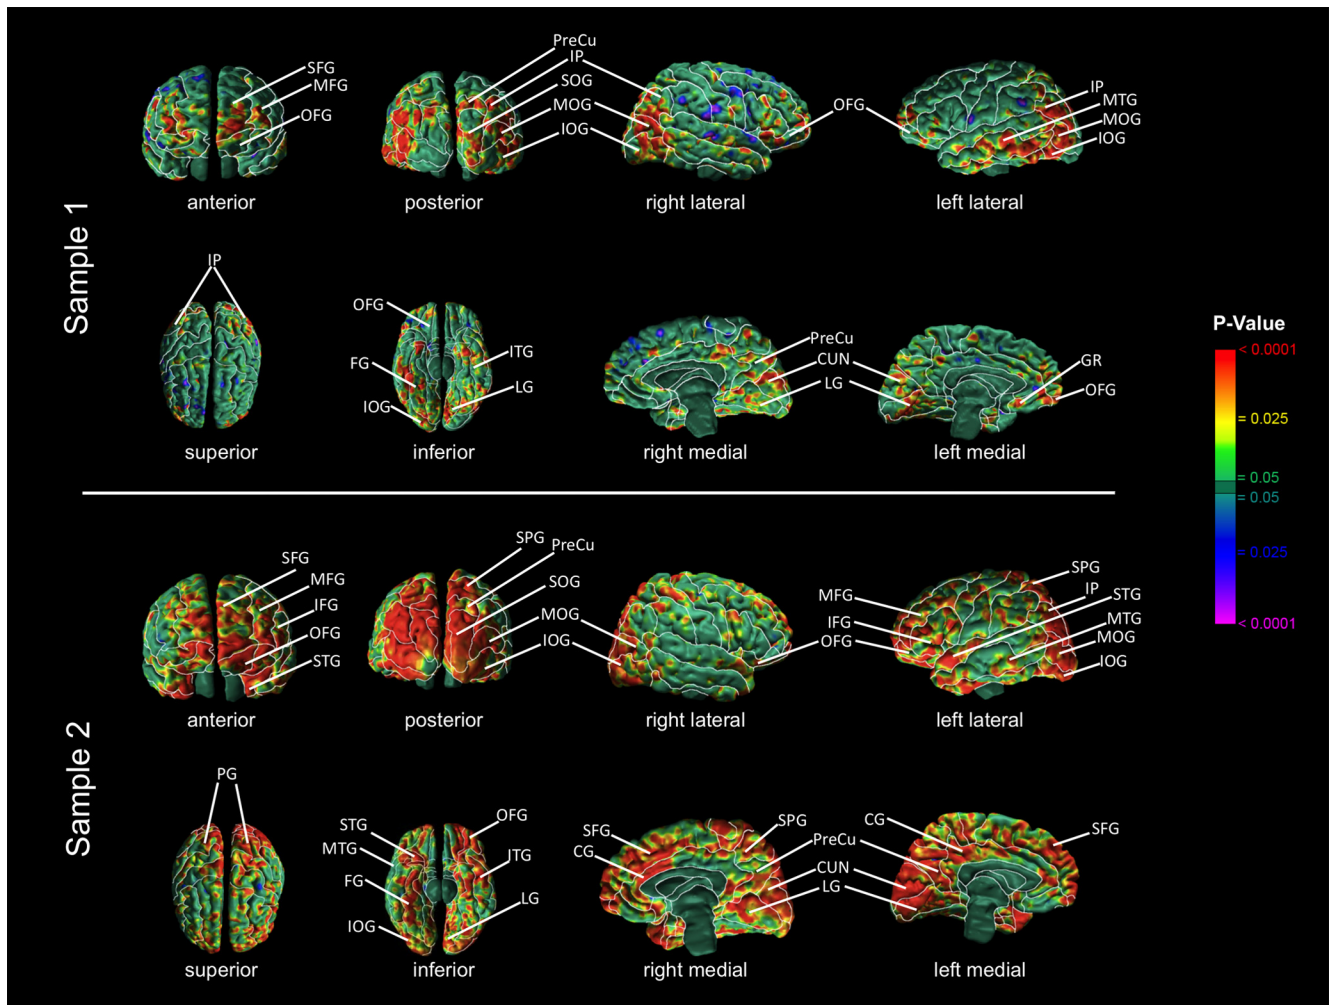 Sample 1
SFG
MFG
OFG
anterior
PreCu
IP
SOG
MOG
IOG
posterior
right lateral
OFG
IP
MTG
MOG
IOG
left lateral
IP
superior
OFG
FG
IOG
ITG
LG
inferior
PreCu
CUN
LG
right medial
GR
OFG
left medial
P-Value
< 0.0001
= 0.025
= 0.05
= 0.05
= 0.025
< 0.0001
Sample 2
SFG
MFG
IFG
OFG
STG
anterior
SPG
PreCu
SOG
MOG
IOG
posterior
right lateral
MFG
IFG
OFG
SPG
IP
STG
MTG
MOG
IOG
left lateral
PG
superior
STG
MTG
FG
IOG
OFG
ITG
LG
inferior
SFG
CG
SPG
PreCu
CUN
LG
right medial
CG
SFG
left medial